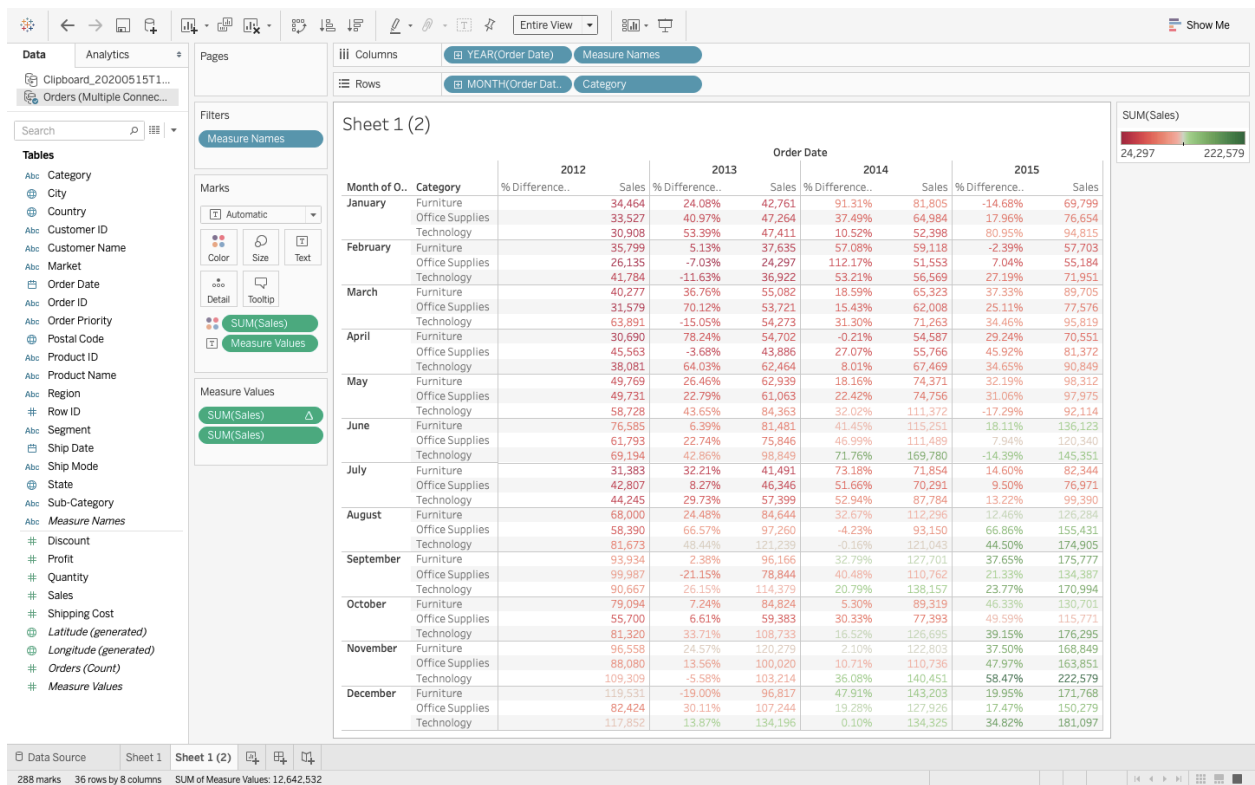 Entire View
Show Me
Data Analytics
Clipboard_20200515T1...
Orders (Multiple Connec...
Search
Tables
Abc Category
City
Country
Abc Customer ID
Abc Customer Name
Abc Market
Order Date
Abc Order ID
Abc Order Priority
Postal Code
Abc Product ID
Abc Product Name
Abc Region
# Row ID
Abc Segment
Ship Date
Abc Ship Mode
State
Abc Sub-Category
Abc Measure Names
# Discount
# Profit
# Quantity
# Sales
# Shipping Cost
Latitude (generated)
Longitude (generated)
# Orders (Count)
# Measure Values
Pages
Filters
Measure Names
Marks
T Automatic
Color Size T Text
Detail Tooltip
SUM(Sales)
T Measure Values
Measure Values
SUM(Sales) Δ
SUM(Sales)
iii Columns YEAR(Order Date) Measure Names
Rows MONTH(Order Dat.. Category
Sheet 1 (2)
Order Date
2012 2013 2014 2015
Month of O.. Category % Difference.. Sales % Difference.. Sales % Difference.. Sales % Difference.. Sales
January Furniture 34,464 24.08% 42,761 91.31% 81,805 -14.68% 69,799
Office Supplies 33,527 40.97% 47,264 37.49% 64,984 17.96% 76,654
Technology 30,908 53.39% 47,411 10.52% 52,398 80.95% 94,815
February Furniture 35,799 5.13% 37,635 57.08% 59,118 -2.39% 57,703
Office Supplies 26,135 -7.03% 24,297 112.17% 51,553 7.04% 55,184
Technology 41,784 -11.63% 36,922 53.21% 56,569 27.19% 71,951
March Furniture 40,277 36.76% 55,082 18.59% 65,323 37.33% 89,705
Office Supplies 31,579 70.12% 53,721 15.43% 62,008 25.11% 77,576
Technology 63,891 -15.05% 54,273 31.30% 71,263 34.46% 95,819
April Furniture 30,690 78.24% 54,702 -0.21% 54,587 29.24% 70,551
Office Supplies 45,563 -3.68% 43,886 27.07% 55,766 45.92% 81,372
Technology 38,081 64.03% 62,464 8.01% 67,469 34.65% 90,849
May Furniture 49,769 26.46% 62,939 18.16% 74,371 32.19% 98,312
Office Supplies 49,731 22.79% 61,063 22.42% 74,756 31.06% 97,975
Technology 58,728 43.65% 84,363 32.02% 111,372 -17.29% 92,114
June Furniture 76,585 6.39% 81,481 41.45% 115,251 18.11% 136,123
Office Supplies 61,793 22.74% 75,846 46.99% 111,489 7.94% 120,340
Technology 69,194 42.86% 98,849 71.76% 169,780 -14.39% 145,351
July Furniture 31,383 32.21% 41,491 73.18% 71,854 14.60% 82,344
Office Supplies 42,807 8.27% 46,346 51.66% 70,291 9.50% 76,971
Technology 44,245 29.73% 57,399 52.94% 87,784 13.22% 99,390
August Furniture 68,000 24.48% 84,644 32.67% 112,296 12.46% 126,284
Office Supplies 58,390 66.57% 97,260 -4.23% 93,150 66.86% 155,431
Technology 81,673 48.44% 121,239 -0.16% 121,043 44.50% 174,905
September Furniture 93,934 2.38% 96,166 32.79% 127,701 37.65% 175,777
Office Supplies 99,987 -21.15% 78,844 40.48% 110,762 21.33% 134,387
Technology 90,667 26.15% 114,379 20.79% 138,157 23.77% 170,994
October Furniture 79,094 7.24% 84,824 5.30% 89,319 46.33% 130,701
Office Supplies 55,700 6.61% 59,383 30.33% 77,393 49.59% 115,771
Technology 81,320 33.71% 108,733 16.52% 126,695 39.15% 176,295
November Furniture 96,558 24.57% 120,279 2.10% 122,803 37.50% 168,849
Office Supplies 88,080 13.56% 100,020 10.71% 110,736 47.97% 163,851
Technology 109,309 -5.58% 103,214 36.08% 140,451 58.47% 222,579
December Furniture 119,531 -19.00% 96,817 47.91% 143,203 19.95% 171,768
Office Supplies 82,424 30.11% 107,244 19.28% 127,926 17.47% 150,279
Technology 117,852 13.87% 134,196 0.10% 134,325 34.82% 181,097
SUM(Sales)
24,297 222,579
Data Source Sheet 1 Sheet 1 (2)
288 marks 36 rows by 8 columns SUM of Measure Values: 12,642,532